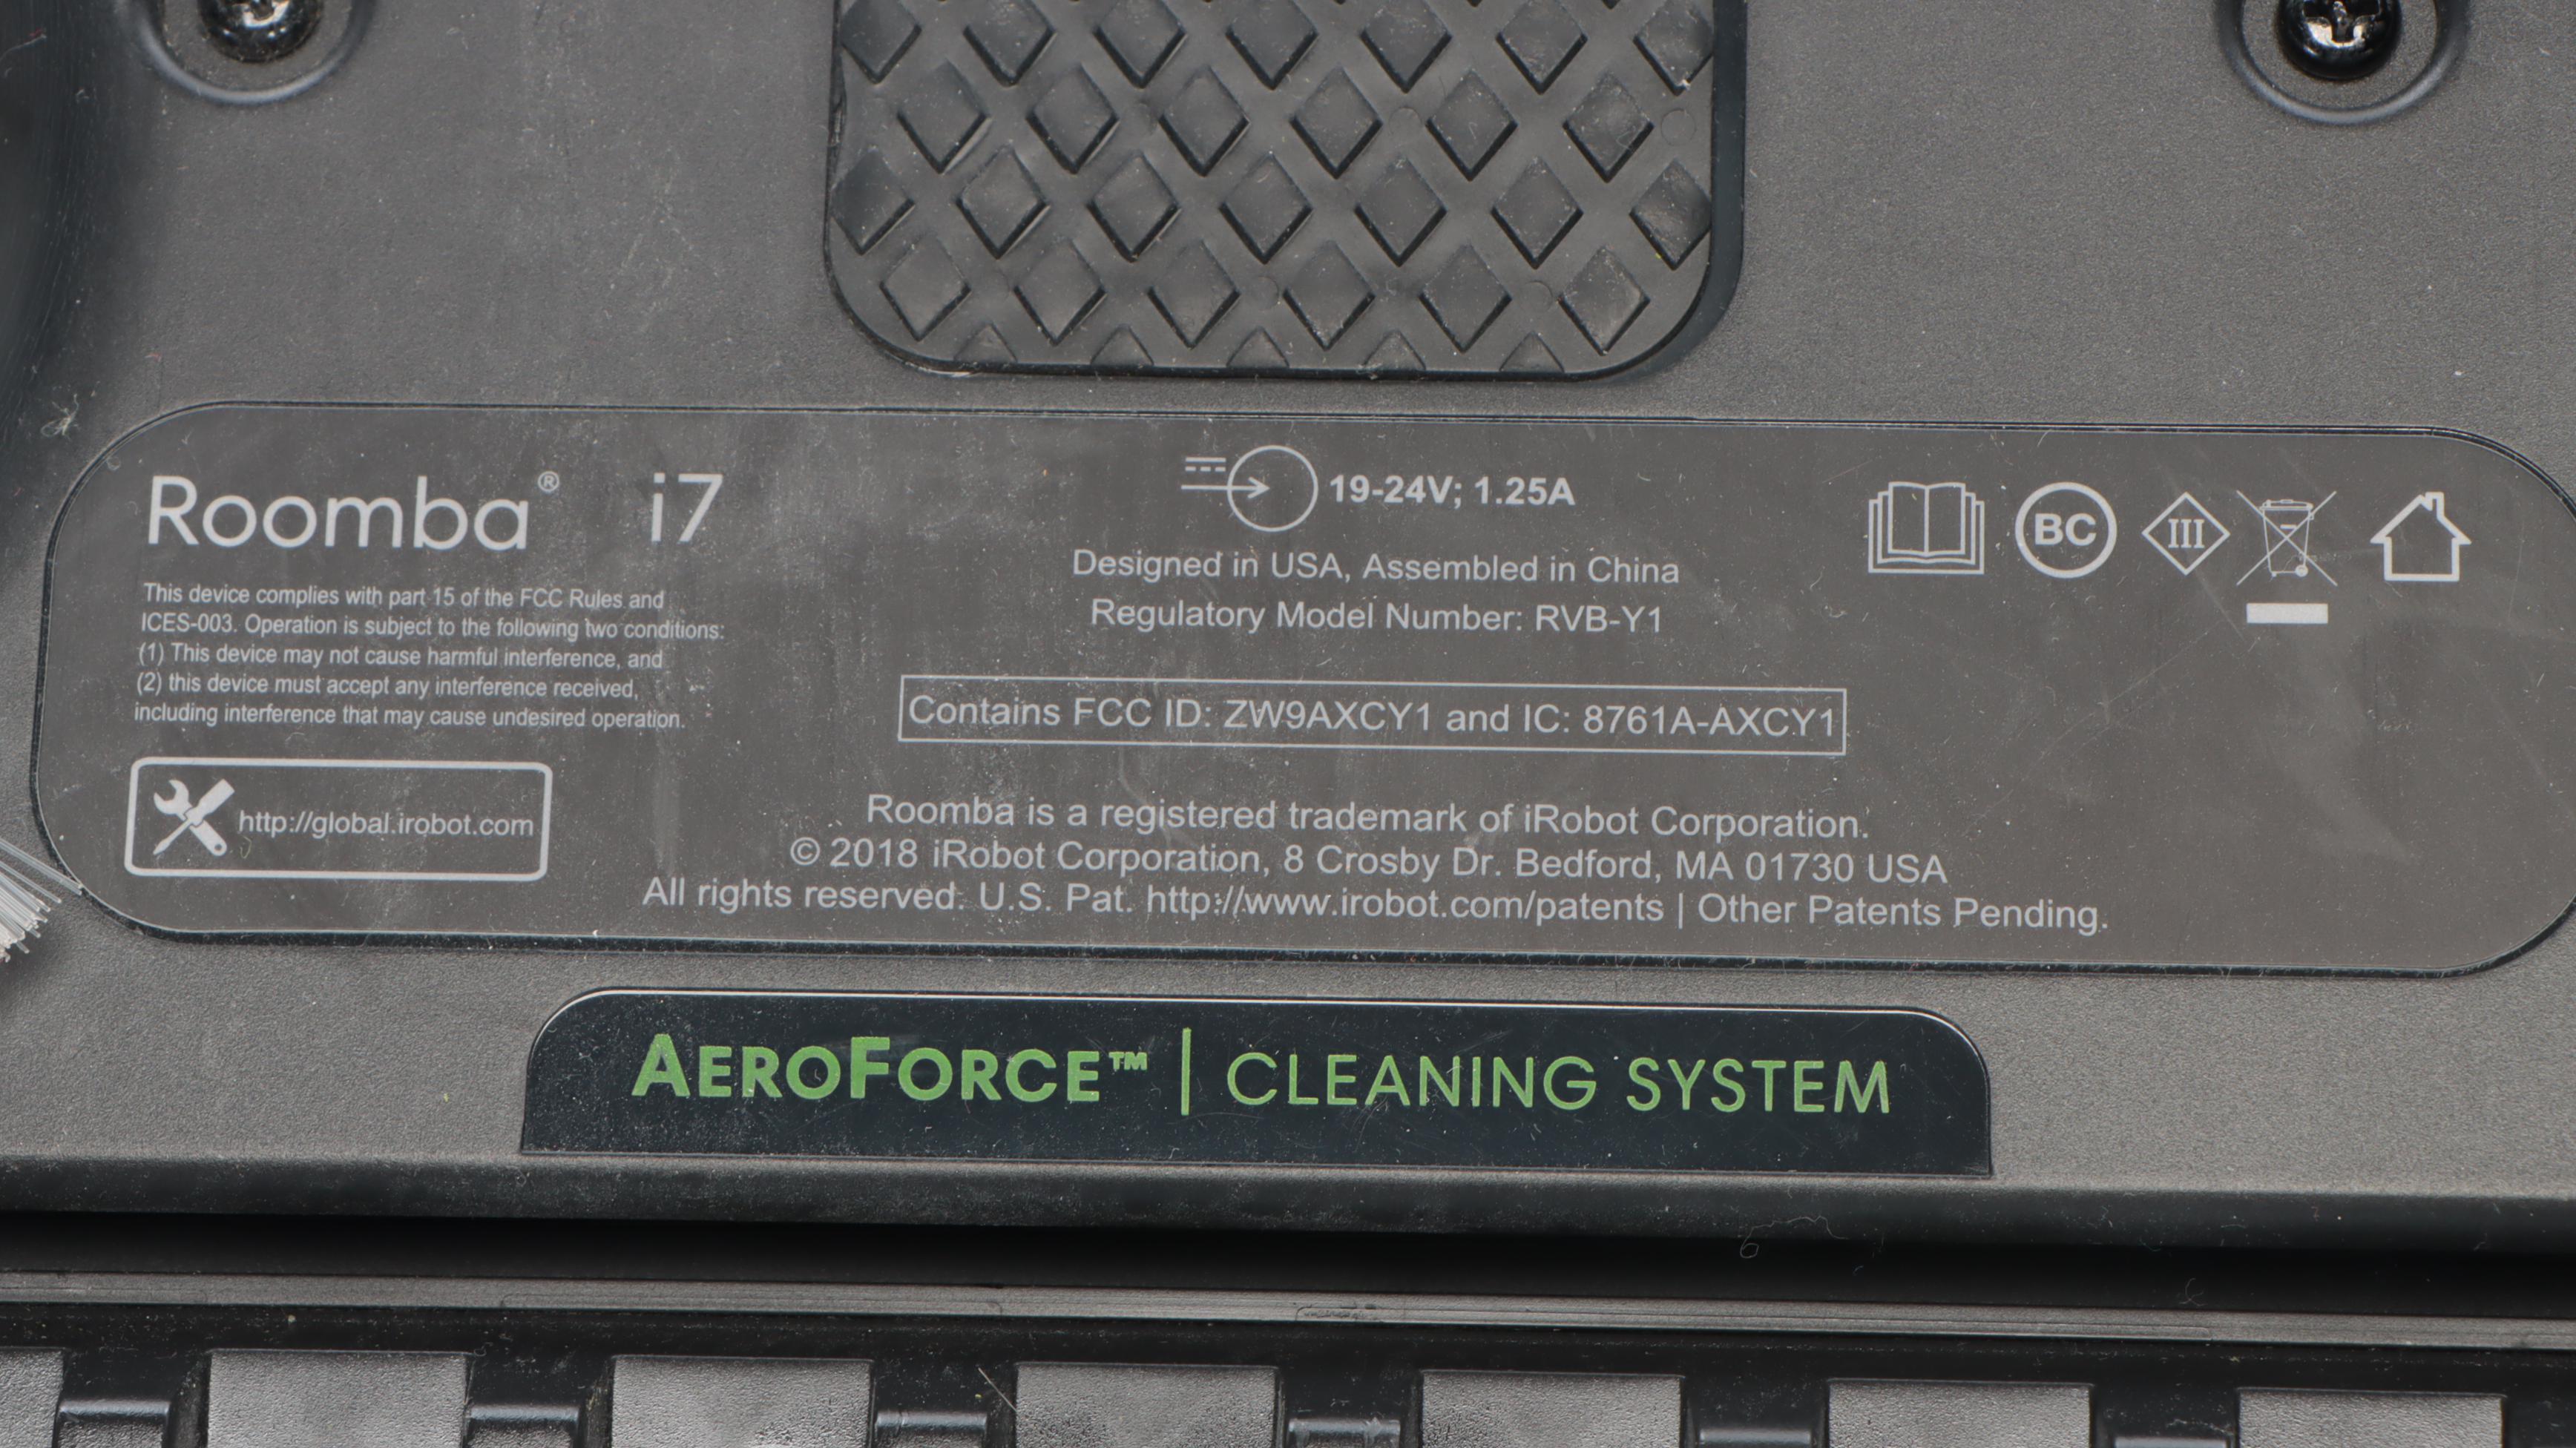 Roomba® i7
This device complies with part 15 of the FCC Rules and
ICES-003. Operation is subject to the following two conditions:
(1) This device may not cause harmful interference, and
(2) this device must accept any interference received,
including interference that may cause undesired operation.
http://global.irobot.com
19-24V; 1.25A
Designed in USA, Assembled in China
Regulatory Model Number: RVB-Y1
Contains FCC ID: ZW9AXCY1 and IC: 8761A-AXCY1
BC
III
Roomba is a registered trademark of iRobot Corporation.
© 2018 iRobot Corporation, 8 Crosby Dr. Bedford, MA 01730 USA
All rights reserved. U.S. Pat. http://www.irobot.com/patents | Other Patents Pending.
AEROFORCE™ | CLEANING SYSTEM